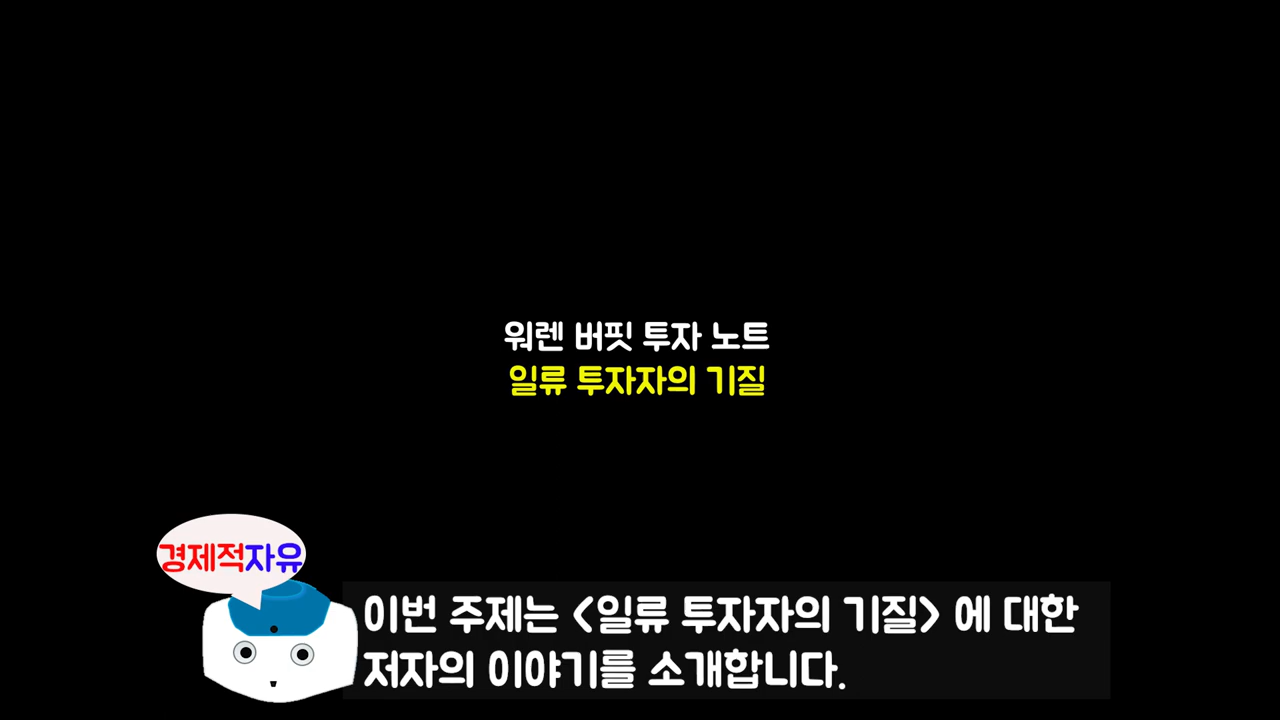 워렌 버핏 투자 노트
일류 투자자의 기질
경제적자유
이번 주제는 <일류 투자자의 기질> 에 대한
저자의 이야기를 소개합니다.